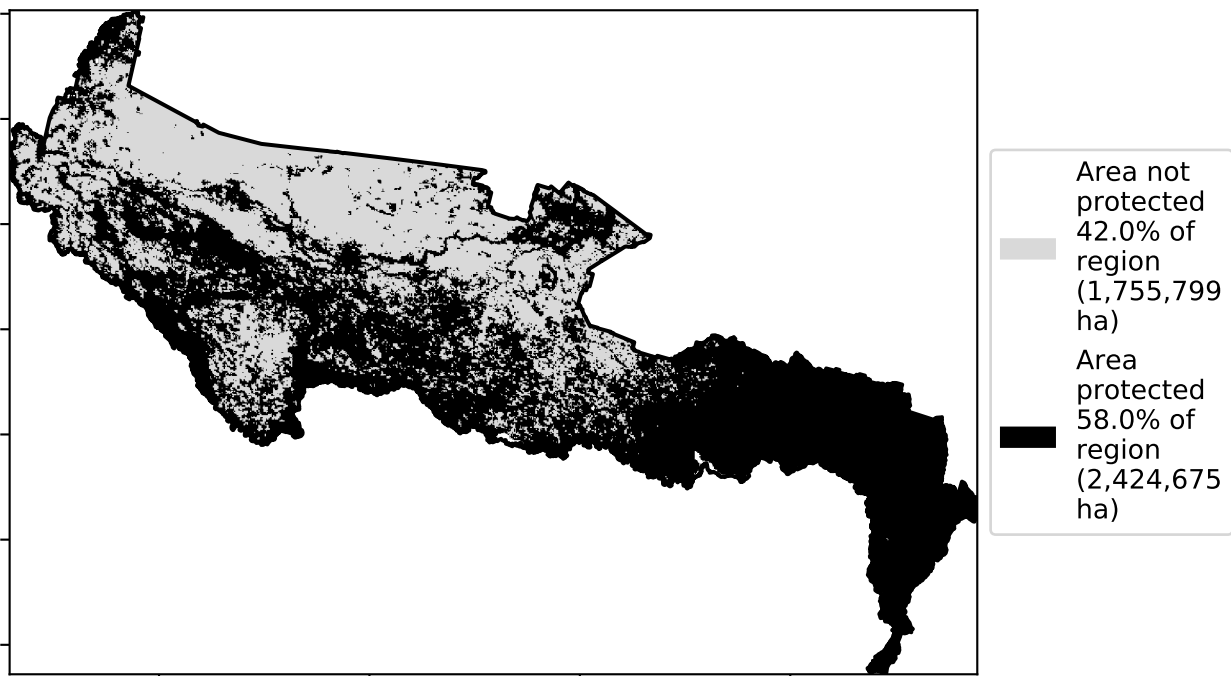 Area not
protected
42.0% of
region
(1,755,799
ha)
Area
protected
58.0% of
region
(2,424,675
ha)